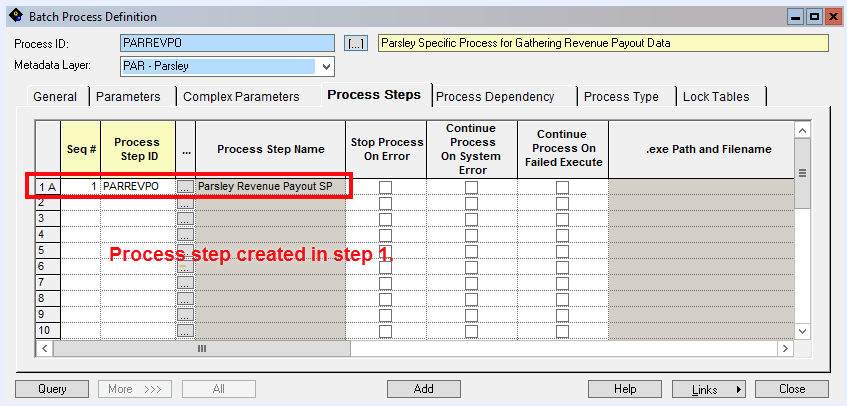 Batch Process Definition
Process ID: PARREVPO [...] Parsley Specific Process for Gathering Revenue Payout Data
Metadata Layer: PAR - Parsley
General Parameters Complex Parameters Process Steps Process Dependency Process Type Lock Tables
Seq # Process Step ID ... Process Step Name Stop Process On Error Continue Process On System Error Continue Process On Failed Execute .exe Path and Filename
1 A 1 PARREVPO ... Parsley Revenue Payout SP
2 ...
3 ...
4 ...
5 ...
Process step created in step 1.
6 ...
7 ...
8 ...
9 ...
10 ...
Query More >>> All Add Help Links Close